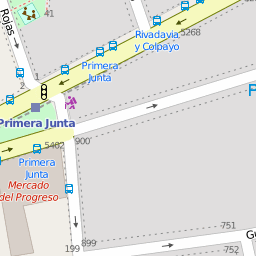 Rojas
41
Rivadavia
y Colpayo
5268
2
1
Primera
Junta
P
Primera Junta
5402
900
Primera
Junta
Mercado
del Progreso
751
Ge
199
899
752